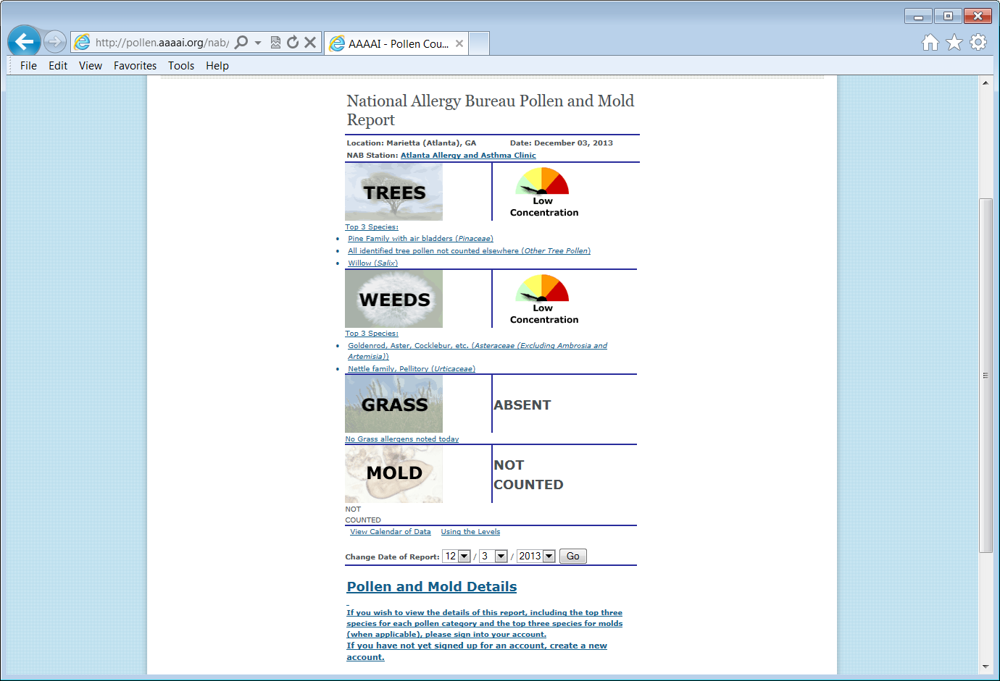 http://pollen.aaaai.org/nab/
AAAAI - Pollen Cou...
File Edit View Favorites Tools Help
National Allergy Bureau Pollen and Mold
Report
Location: Marietta (Atlanta), GA Date: December 03, 2013
NAB Station: Atlanta Allergy and Asthma Clinic
TREES
Low
Concentration
Top 3 Species:
Pine Family with air bladders (Pinaceae)
All identified tree pollen not counted elsewhere (Other Tree Pollen)
Willow (Salix)
WEEDS
Low
Concentration
Top 3 Species:
Goldenrod, Aster, Cocklebur, etc. (Asteraceae (Excluding Ambrosia and
Artemisia))
Nettle family, Pellitory (Urticaceae)
GRASS
ABSENT
No Grass allergens noted today
MOLD
NOT
COUNTED
NOT
COUNTED
View Calendar of Data Using the Levels
Change Date of Report: 12 / 3 / 2013 Go
Pollen and Mold Details
If you wish to view the details of this report, including the top three
species for each pollen category and the top three species for molds
(when applicable), please sign into your account.
If you have not yet signed up for an account, create a new
account.